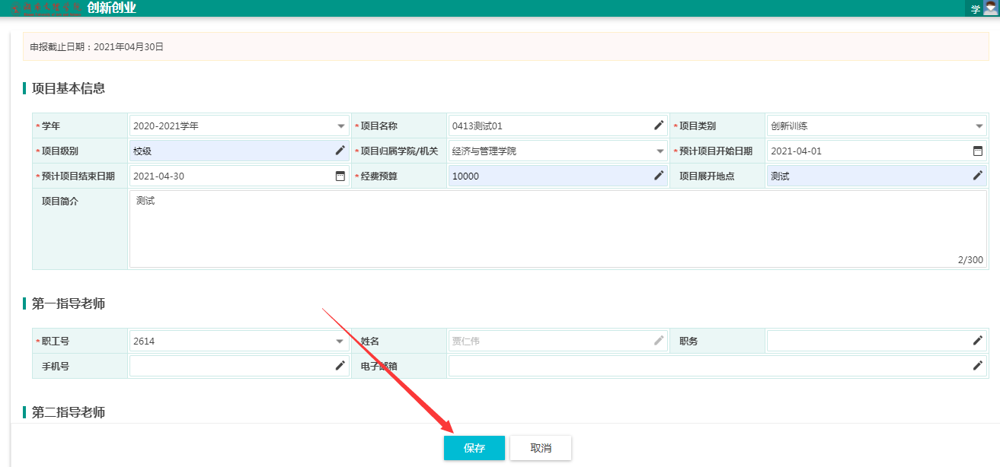 创新创业
学
申报截止日期：2021年04月30日
项目基本信息
*学年 2020-2021学年 *项目名称 0413测试01 *项目类别 创新训练
*项目级别 校级 *项目归属学院/机关 经济与管理学院 *预计项目开始日期 2021-04-01
*预计项目结束日期 2021-04-30 *经费预算 10000 项目展开地点 测试
项目简介 测试
2/300
第一指导老师
*职工号 2614 姓名 贾仁伟 职务
手机号 电子邮箱
第二指导老师
保存 取消